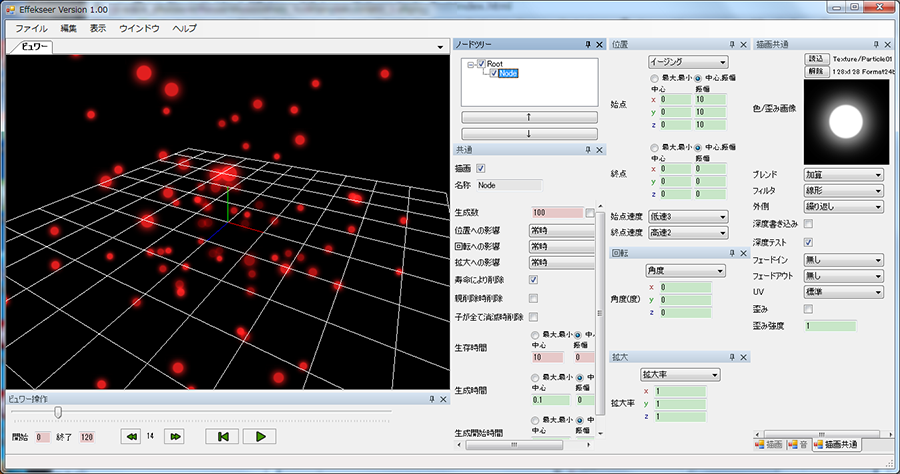 Effekseer Version 1.00
ファイル 編集 表示 ウインドウ ヘルプ
ビュワー
ビュワー操作
開始 0 終了 120 14
ノードツリー
Root
Node
↑
↓
共通
描画
名称 Node
生成数 100
位置への影響 常時
回転への影響 常時
拡大への影響 常時
寿命により削除
親削除時削除
子が全て消滅時削除
生存時間 最大,最小 中
中心 振幅
10 0
生成時間 最大,最小 中
中心 振幅
0.1 0
生成開始時間 最大,最小 中
中心 振幅
位置
イージング
始点 最大,最小 中心,振幅
中心 振幅
x 0 10
y 0 10
z 0 10
終点 最大,最小 中心,振幅
中心 振幅
x 0 0
y 0 0
z 0 0
始点速度 低速3
終点速度 高速2
回転
角度
角度(度)
x 0
y 0
z 0
拡大
拡大率
拡大率
x 1
y 1
z 1
描画共通
読込 Texture/Particle01
解除 128x128 Format24b
色/歪み画像
ブレンド 加算
フィルタ 線形
外側 繰り返し
深度書き込み
深度テスト
フェードイン 無し
フェードアウト 無し
UV 標準
歪み
歪み強度 1
描画 音 描画共通